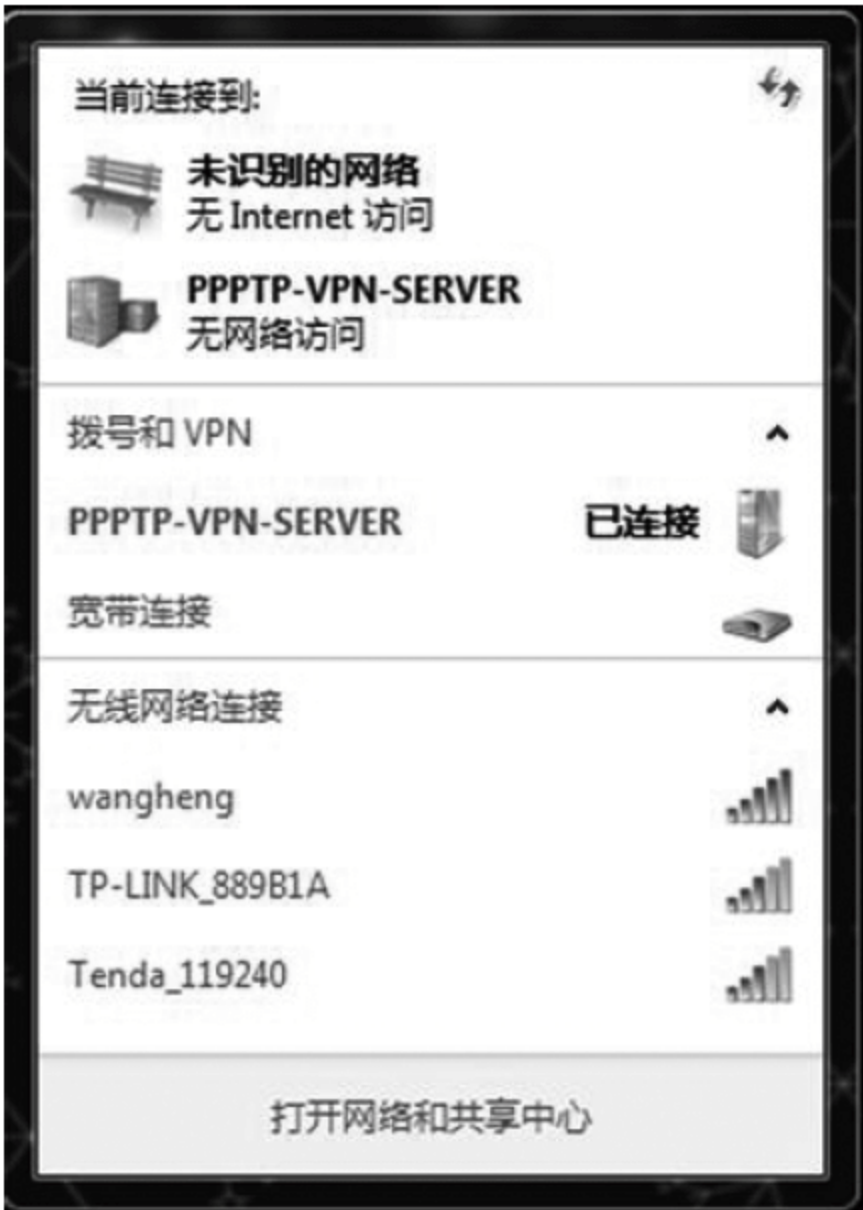 当前连接到:
未识别的网络
无 Internet 访问
PPPTP-VPN-SERVER
无网络访问
拨号和 VPN
PPPTP-VPN-SERVER 已连接
宽带连接
无线网络连接
wangheng
TP-LINK_889B1A
Tenda_119240
打开网络和共享中心